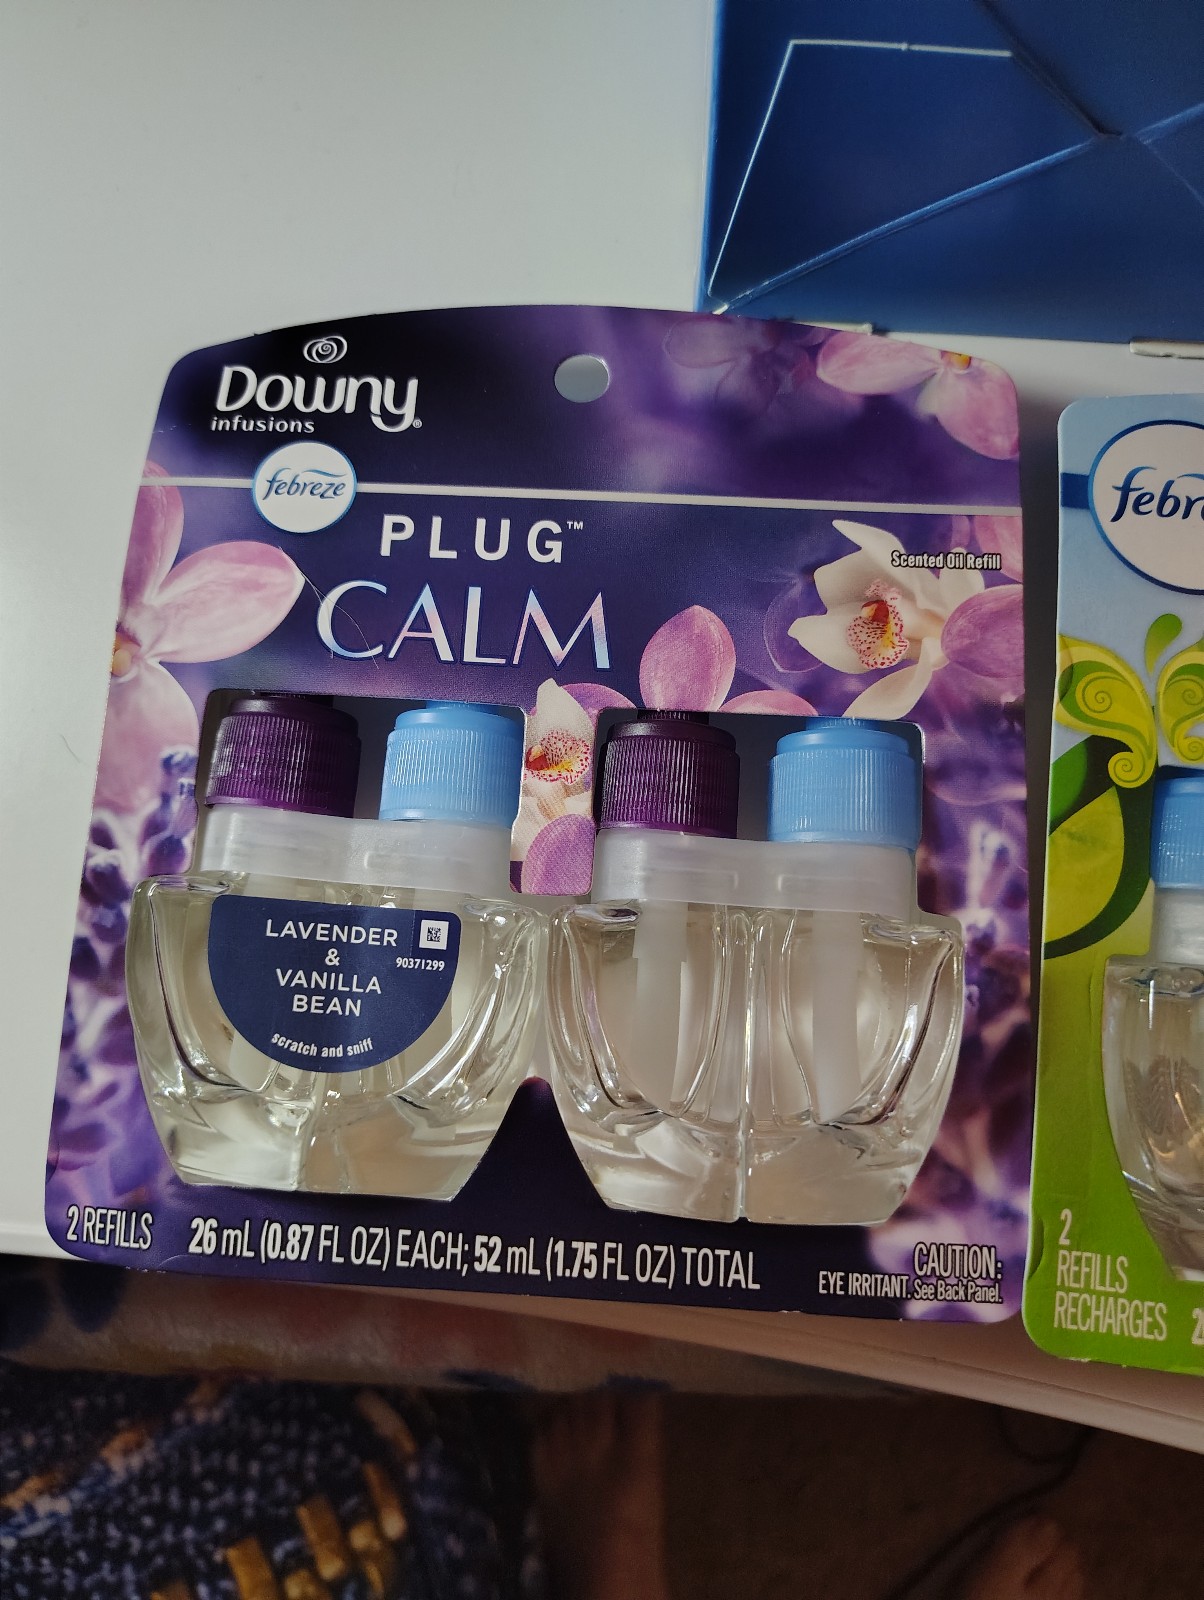 Downy
infusions
febreze
PLUG™
CALM
Scented Oil Refill
LAVENDER
&
VANILLA
BEAN
90371299
scratch and sniff
2 REFILLS
26 mL (0.87 FL OZ) EACH; 52 mL (1.75 FL OZ) TOTAL
CAUTION:
EYE IRRITANT. See Back Panel.
febr
2
REFILLS
RECHARGES